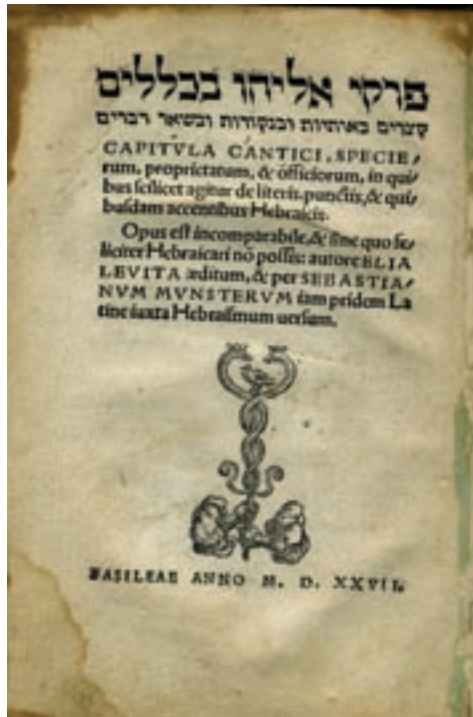 פרקי אליהו בכללים
קצרים באותיות ובנקודות ובשאר דברים
CAPITVLA CANTICI, SPECIE/
rum, proprietatum, & officiorum, in qui/
bus scilicet agitur de literis, punctis, & qui/
busdam accentibus Hebraicis.
Opus est incomparabile, & sine quo fe/
liciter Hebraicari nō possis: autore ELIA
LEVITA æditum, & per SEBASTIA/
NVM MVNSTERVM iam pridem La
tine iuxta Hebraismum uersum.
BASILEAE ANNO M. D. XXVII.